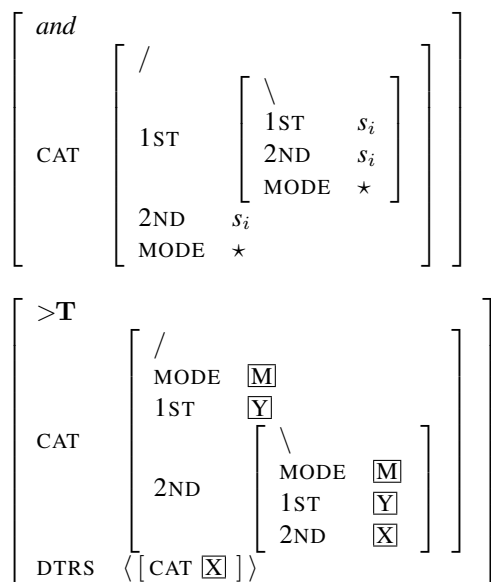 and
/
\
1ST s_i
1ST
2ND s_i
CAT
MODE ⋆
2ND s_i
MODE ⋆
>T
/
MODE M
1ST Y
CAT
\
MODE M
2ND
1ST Y
2ND X
DTRS ⟨ [ CAT X ] ⟩